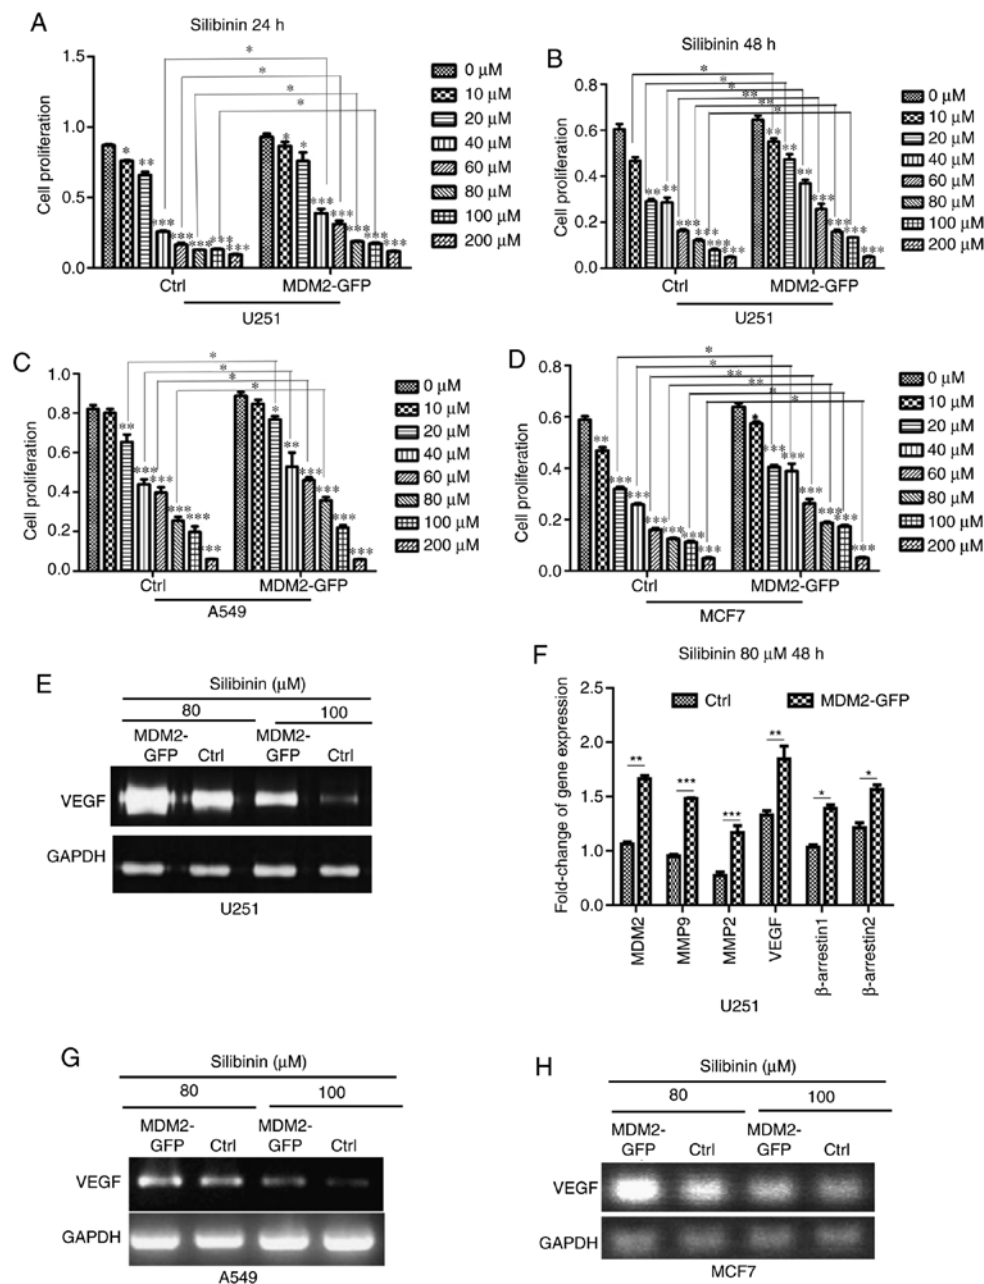 A
Silibinin 24 h
Cell proliferation
1.5
1.0
0.5
0.0
Ctrl
MDM2-GFP
U251
0 μM
10 μM
20 μM
40 μM
60 μM
80 μM
100 μM
200 μM
B
Silibinin 48 h
Cell proliferation
0.8
0.6
0.4
0.2
0.0
Ctrl
MDM2-GFP
U251
0 μM
10 μM
20 μM
40 μM
60 μM
80 μM
100 μM
200 μM
C
Cell proliferation
1.0
0.8
0.6
0.4
0.2
0.0
Ctrl
MDM2-GFP
A549
0 μM
10 μM
20 μM
40 μM
60 μM
80 μM
100 μM
200 μM
D
Cell proliferation
0.8
0.6
0.4
0.2
0.0
Ctrl
MDM2-GFP
MCF7
0 μM
10 μM
20 μM
40 μM
60 μM
80 μM
100 μM
200 μM
E
Silibinin (μM)
80 100
MDM2- MDM2-
GFP Ctrl GFP Ctrl
VEGF
GAPDH
U251
F
Silibinin 80 μM 48 h
Fold-change of gene expression
2.5
2.0
1.5
1.0
0.0
Ctrl
MDM2-GFP
** *** *** ** * *
MDM2
MMP9
MMP2
VEGF
β-arrestin1
β-arrestin2
U251
G
Silibinin (μM)
80 100
MDM2- MDM2-
GFP Ctrl GFP Ctrl
VEGF
GAPDH
A549
H
Silibinin (μM)
80 100
MDM2- MDM2-
GFP Ctrl GFP Ctrl
VEGF
GAPDH
MCF7